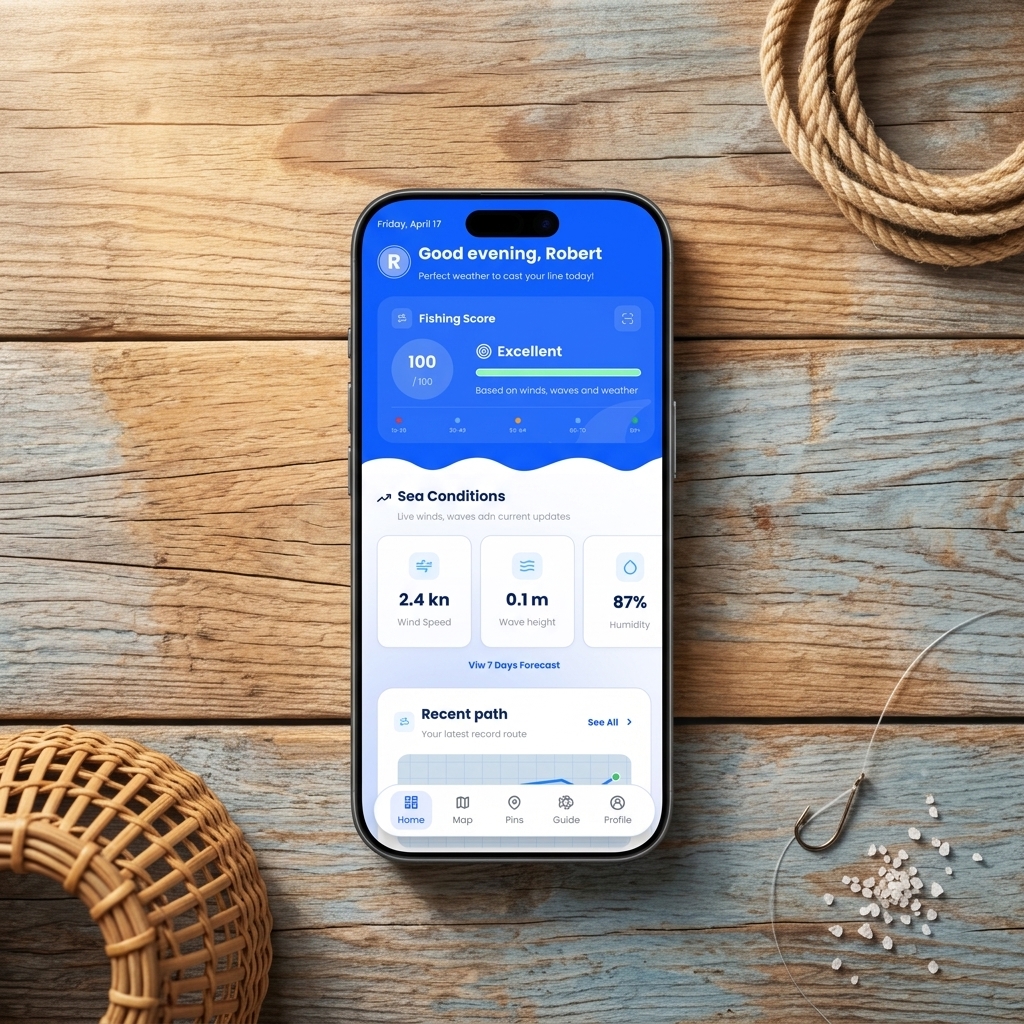 Friday, April 17
R
Good evening, Robert
Perfect weather to cast your line today!
Fishing Score
100
/ 100
Excellent
Based on winds, waves and weather
30-49
Sea Conditions
Live winds, waves adn current updates
2.4 kn
Wind Speed
0.1 m
Wave height
87%
Humidity
Viw 7 Days Forecast
Recent path
See All
Your latest record route
Home
Map
Pins
Guide
Profile